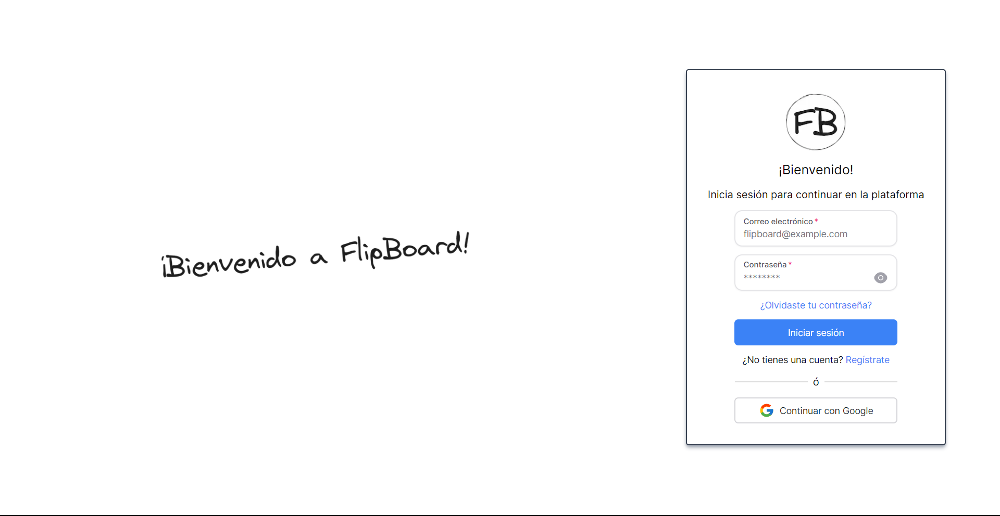 ¡Bienvenido a FlipBoard!
FB
¡Bienvenido!
Inicia sesión para continuar en la plataforma
Correo electrónico *
flipboard@example.com
Contraseña *
********
¿Olvidaste tu contraseña?
Iniciar sesión
¿No tienes una cuenta? Regístrate
ó
Continuar con Google